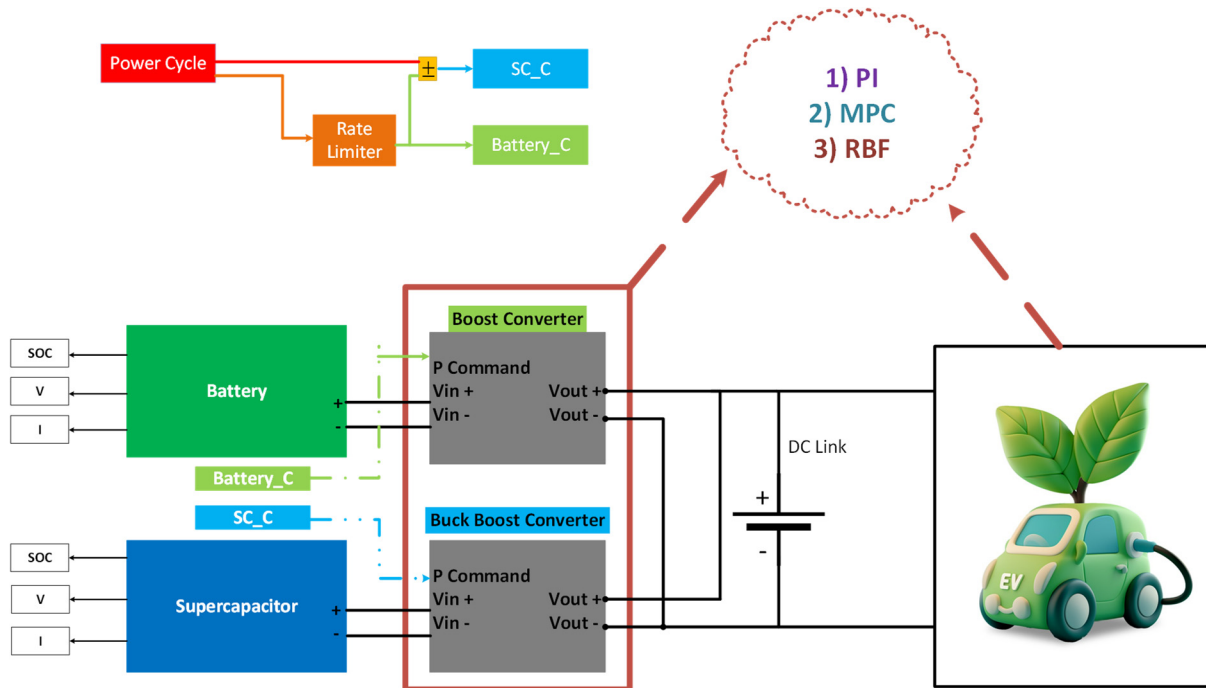 Power Cycle
±
SC_C
Rate
Limiter
Battery_C
1) PI
2) MPC
3) RBF
Boost Converter
SOC
V
I
Battery
+
-
P Command
Vin +
Vin -
Vout +
Vout -
Battery_C
SC_C
DC Link
+
-
Buck Boost Converter
SOC
V
I
Supercapacitor
+
-
P Command
Vin +
Vin -
Vout +
Vout -
EV